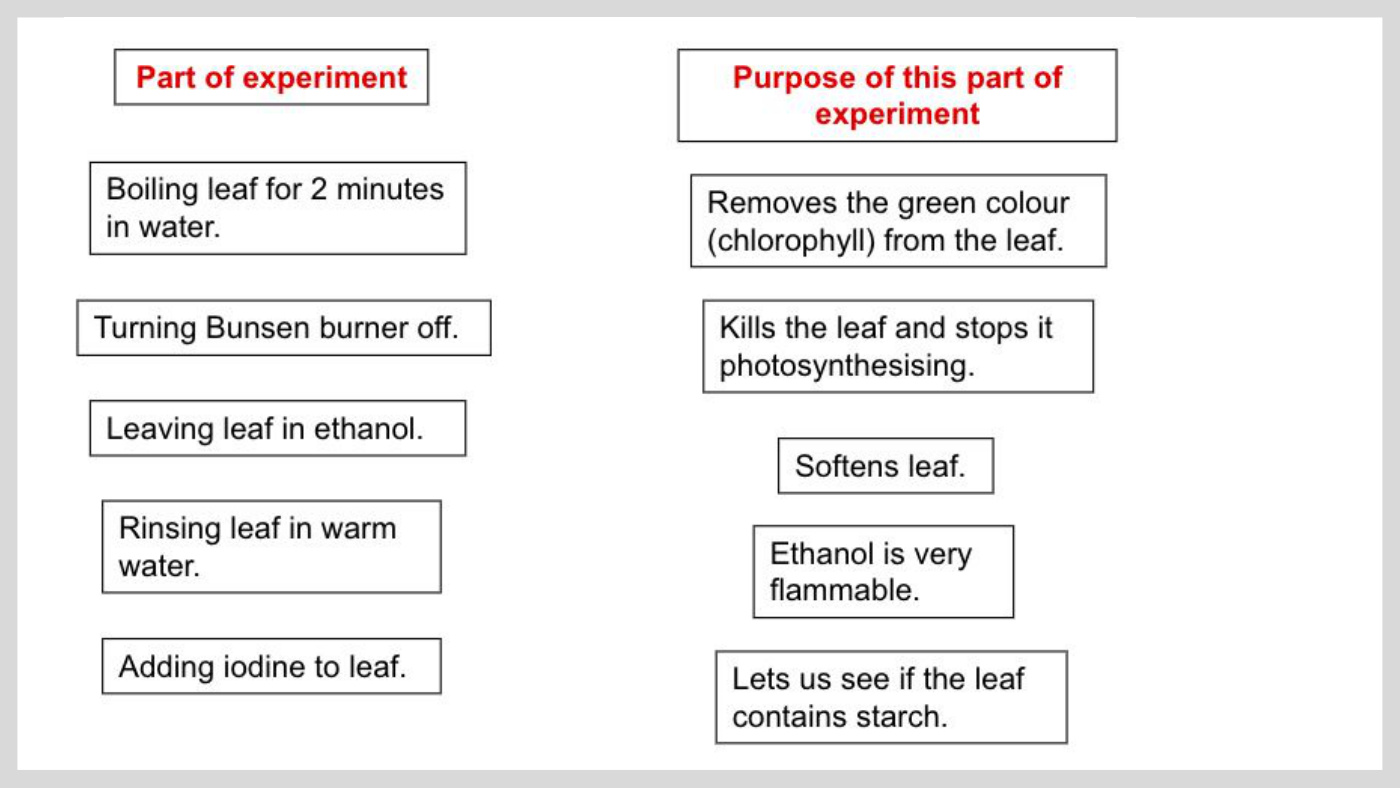 Part of experiment
Purpose of this part of
experiment
Boiling leaf for 2 minutes
in water.
Turning Bunsen burner off.
Leaving leaf in ethanol.
Rinsing leaf in warm
water.
Adding iodine to leaf.
Removes the green colour
(chlorophyll) from the leaf.
Kills the leaf and stops it
photosynthesising.
Softens leaf.
Ethanol is very
flammable.
Lets us see if the leaf
contains starch.